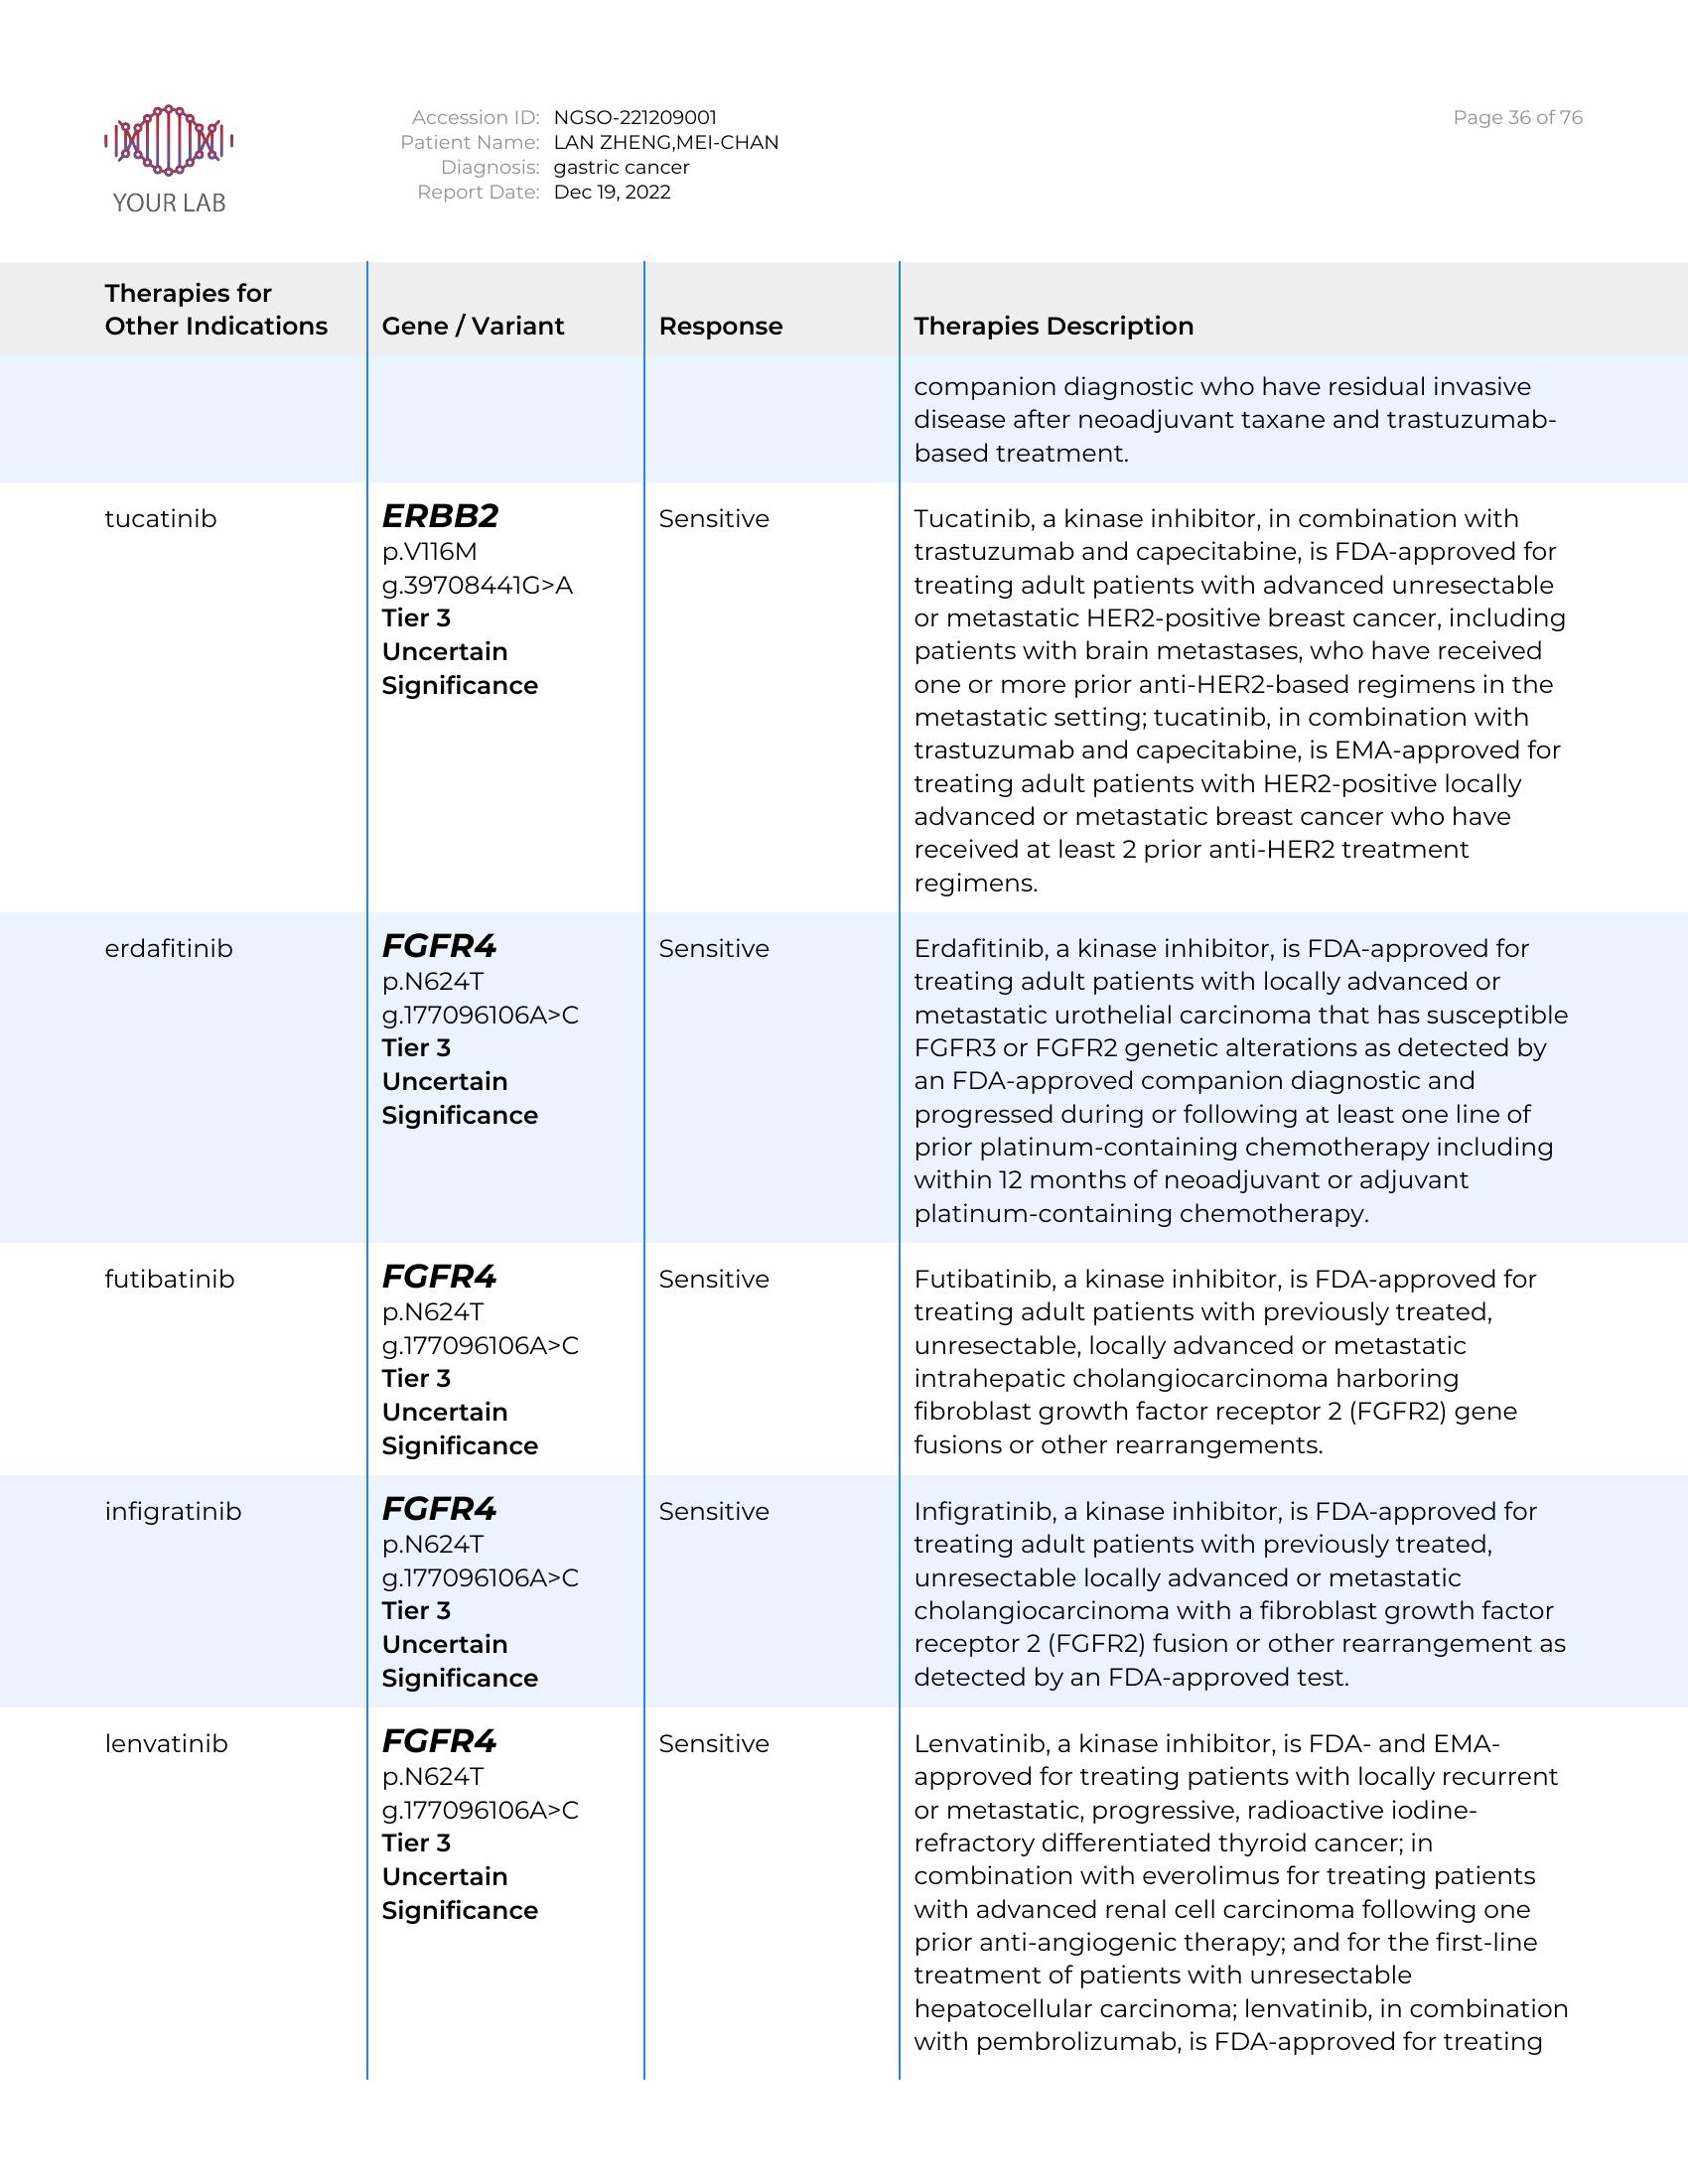 YOUR LAB
Accession ID: NGSO-221209001
Patient Name: LAN ZHENG,MEI-CHAN
Diagnosis: gastric cancer
Report Date: Dec 19, 2022
Page 36 of 76
Therapies for
Other Indications
Gene / Variant
Response
Therapies Description
companion diagnostic who have residual invasive
disease after neoadjuvant taxane and trastuzumab-
based treatment.
tucatinib
ERBB2
p.V116M
g.39708441G>A
Tier 3
Uncertain
Significance
Sensitive
Tucatinib, a kinase inhibitor, in combination with
trastuzumab and capecitabine, is FDA-approved for
treating adult patients with advanced unresectable
or metastatic HER2-positive breast cancer, including
patients with brain metastases, who have received
one or more prior anti-HER2-based regimens in the
metastatic setting; tucatinib, in combination with
trastuzumab and capecitabine, is EMA-approved for
treating adult patients with HER2-positive locally
advanced or metastatic breast cancer who have
received at least 2 prior anti-HER2 treatment
regimens.
erdafitinib
FGFR4
p.N624T
g.177096106A>C
Tier 3
Uncertain
Significance
Sensitive
Erdafitinib, a kinase inhibitor, is FDA-approved for
treating adult patients with locally advanced or
metastatic urothelial carcinoma that has susceptible
FGFR3 or FGFR2 genetic alterations as detected by
an FDA-approved companion diagnostic and
progressed during or following at least one line of
prior platinum-containing chemotherapy including
within 12 months of neoadjuvant or adjuvant
platinum-containing chemotherapy.
futibatinib
FGFR4
p.N624T
g.177096106A>C
Tier 3
Uncertain
Significance
Sensitive
Futibatinib, a kinase inhibitor, is FDA-approved for
treating adult patients with previously treated,
unresectable, locally advanced or metastatic
intrahepatic cholangiocarcinoma harboring
fibroblast growth factor receptor 2 (FGFR2) gene
fusions or other rearrangements.
infigratinib
FGFR4
p.N624T
g.177096106A>C
Tier 3
Uncertain
Significance
Sensitive
Infigratinib, a kinase inhibitor, is FDA-approved for
treating adult patients with previously treated,
unresectable locally advanced or metastatic
cholangiocarcinoma with a fibroblast growth factor
receptor 2 (FGFR2) fusion or other rearrangement as
detected by an FDA-approved test.
lenvatinib
FGFR4
p.N624T
g.177096106A>C
Tier 3
Uncertain
Significance
Sensitive
Lenvatinib, a kinase inhibitor, is FDA- and EMA-
approved for treating patients with locally recurrent
or metastatic, progressive, radioactive iodine-
refractory differentiated thyroid cancer; in
combination with everolimus for treating patients
with advanced renal cell carcinoma following one
prior anti-angiogenic therapy; and for the first-line
treatment of patients with unresectable
hepatocellular carcinoma; lenvatinib, in combination
with pembrolizumab, is FDA-approved for treating